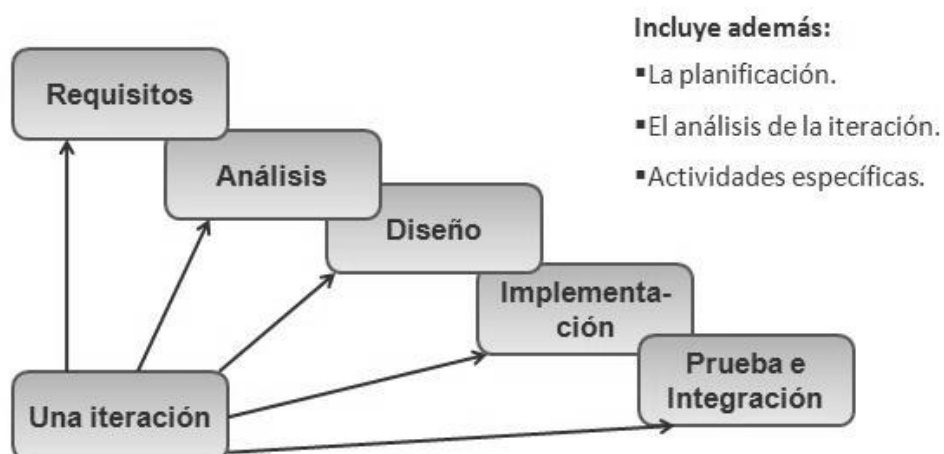 Incluye además:
▪La planificación.
▪El análisis de la iteración.
▪Actividades específicas.
Requisitos
Análisis
Diseño
Implementa-
ción
Prueba e
Integración
Una iteración